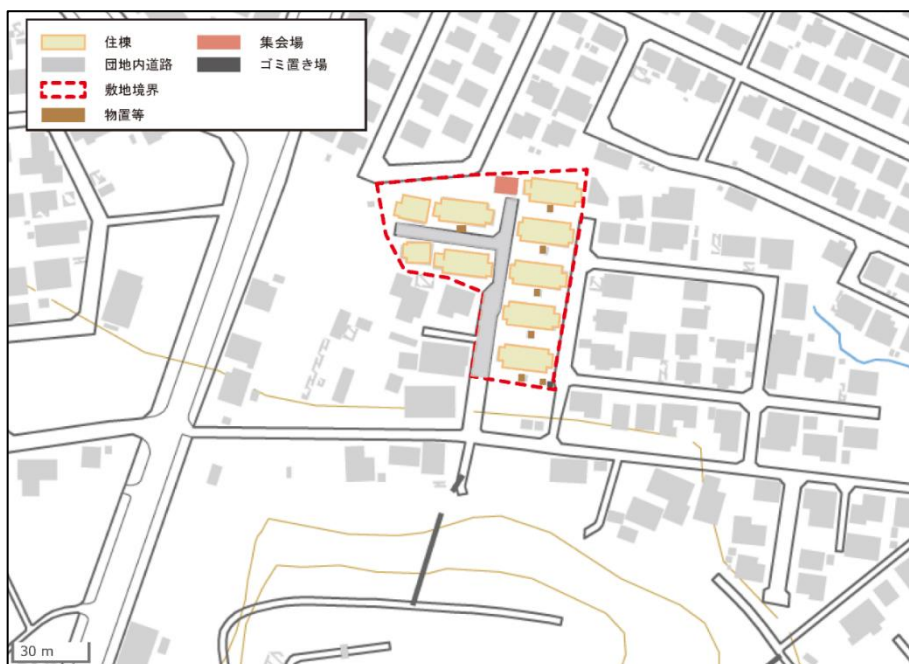 住棟
集会場
団地内道路
ゴミ置き場
敷地境界
物置等
30 m